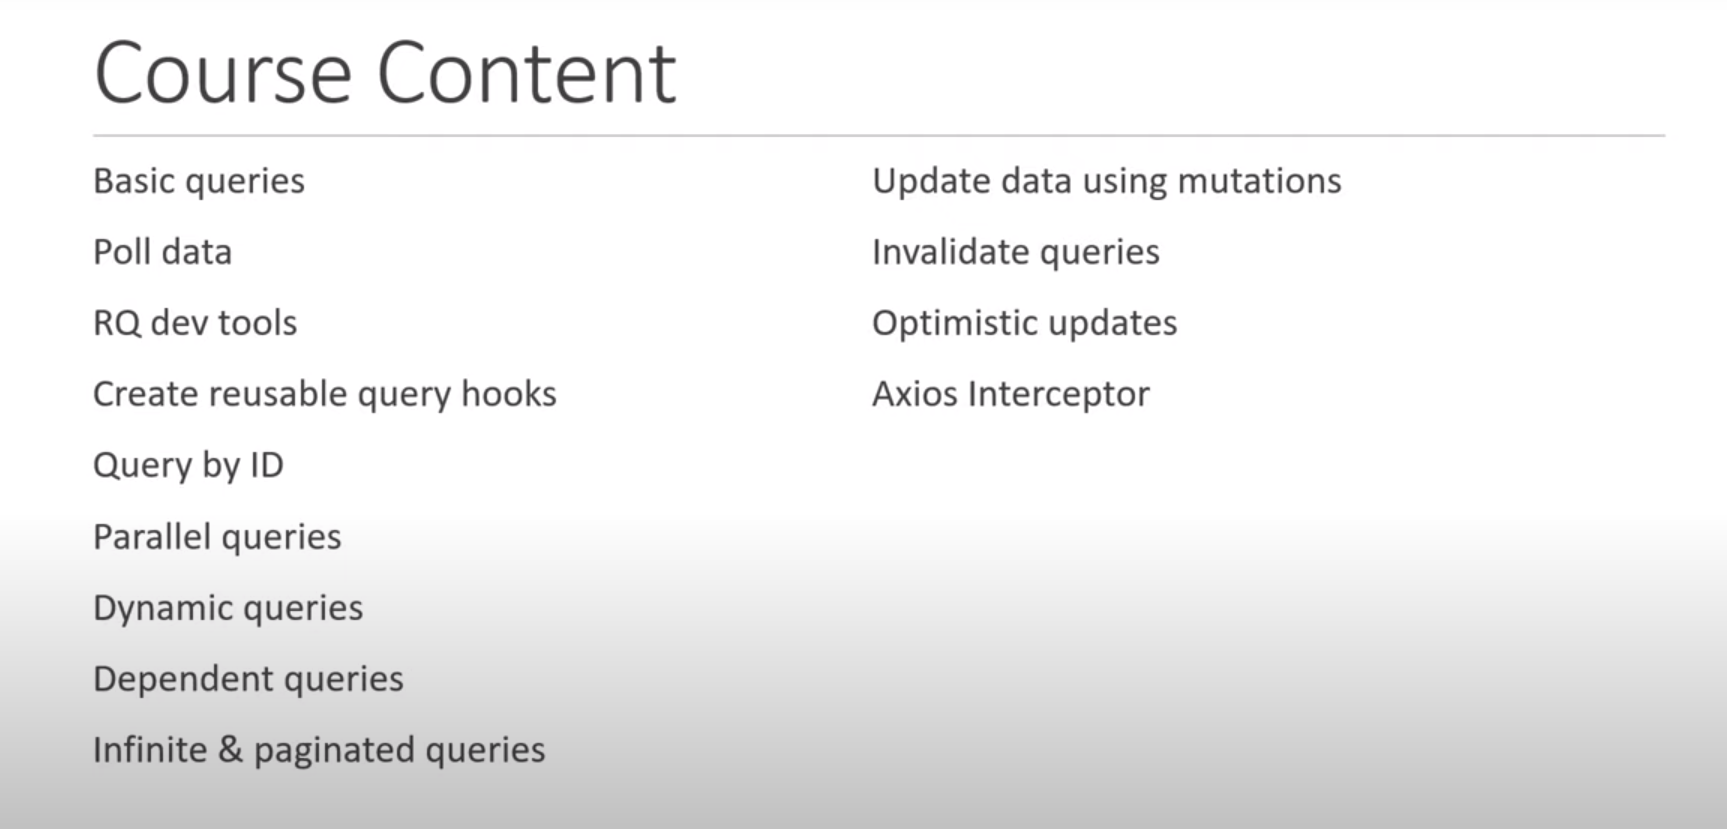 Course Content
Basic queries
Poll data
RQ dev tools
Create reusable query hooks
Query by ID
Parallel queries
Dynamic queries
Dependent queries
Infinite & paginated queries
Update data using mutations
Invalidate queries
Optimistic updates
Axios Interceptor